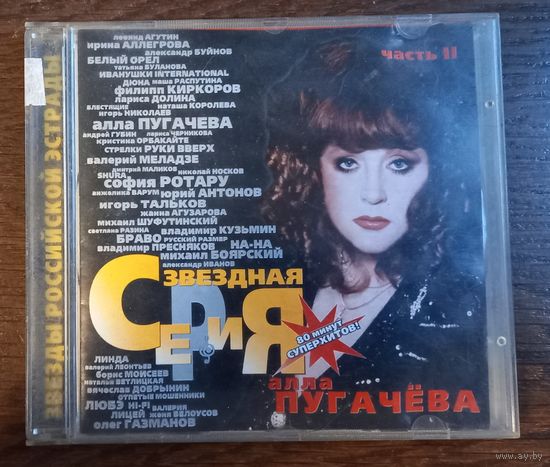 ЗВЕЗДЫ РОССИЙСКОЙ ЭСТРАДЫ
часть II
леонид АГУТИН
ирина АЛЛЕГРОВА
александр БУЙНОВ
БЕЛЫЙ ОРЕЛ
татьяна БУЛАНОВА
ИВАНУШКИ INTERNATIONAL
ДЮНА маша РАСПУТИНА
филипп КИРКОРОВ
лариса ДОЛИНА
БЛЕСТЯЩИЕ наташа КОРОЛЕВА
игорь НИКОЛАЕВ
алла ПУГАЧЕВА
андрей ГУБИН лариса ЧЕРНИКОВА
кристина ОРБАКАЙТЕ
СТРЕЛКИ РУКИ ВВЕРХ
валерий МЕЛАДЗЕ
дмитрий МАЛИКОВ николай НОСКОВ
SHURA
софия РОТАРУ
анжелика ВАРУМ юрий АНТОНОВ
игорь ТАЛЬКОВ
жанна АГУЗАРОВА
михаил ШУФУТИНСКИЙ
светлана РАЗИНА владимир КУЗЬМИН
БРАВО РУССКИЙ РАЗМЕР НА-НА
владимир ПРЕСНЯКОВ
михаил БОЯРСКИЙ
александр ИВАНОВ
ЗВЕЗДНАЯ
СЕРИЯ
80 МИНУТ
СУПЕРХИТОВ!
ЛИНДА
валерий ЛЕОНТЬЕВ
борис МОИСЕЕВ
наталья ВЕТЛИЦКАЯ
вячеслав ДОБРЫНИН
ОТПЕТЫЕ МОШЕННИКИ
ЛЮБЭ HI-FI ВАЛЕРИЯ
ЛИЦЕЙ женя БЕЛОУСОВ
олег ГАЗМАНОВ
алла
ПУГАЧЁВА
www.ay.by